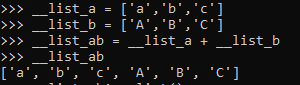 >>> __list_a = ['a','b','c']
>>> __list_b = ['A','B','C']
>>> __list_ab = __list_a + __list_b
>>> __list_ab
['a', 'b', 'c', 'A', 'B', 'C']